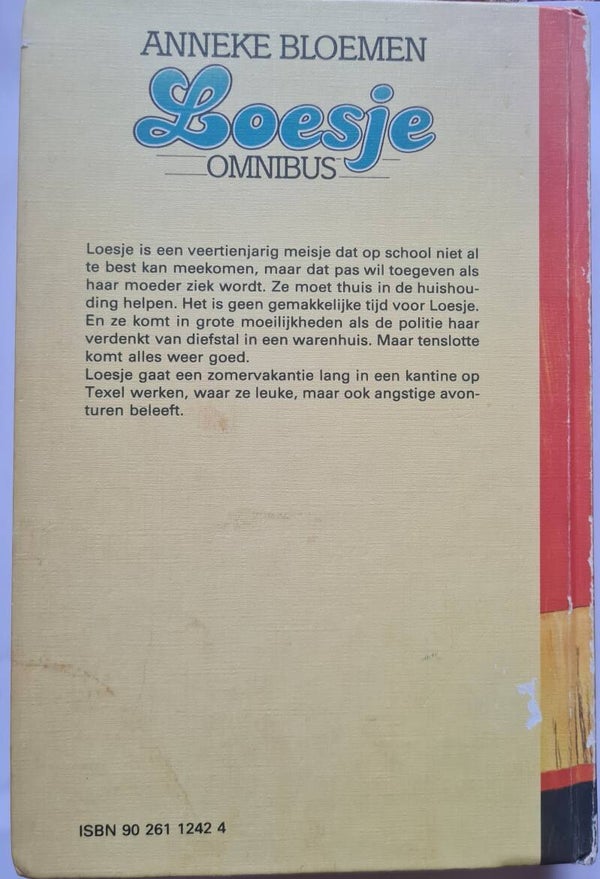 ANNEKE BLOEMEN
Loesje
OMNIBUS
Loesje is een veertienjarig meisje dat op school niet al
te best kan meekomen, maar dat pas wil toegeven als
haar moeder ziek wordt. Ze moet thuis in de huishou-
ding helpen. Het is geen gemakkelijke tijd voor Loesje.
En ze komt in grote moeilijkheden als de politie haar
verdenkt van diefstal in een warenhuis. Maar tenslotte
komt alles weer goed.
Loesje gaat een zomervakantie lang in een kantine op
Texel werken, waar ze leuke, maar ook angstige avon-
turen beleeft.
ISBN 90 261 1242 4